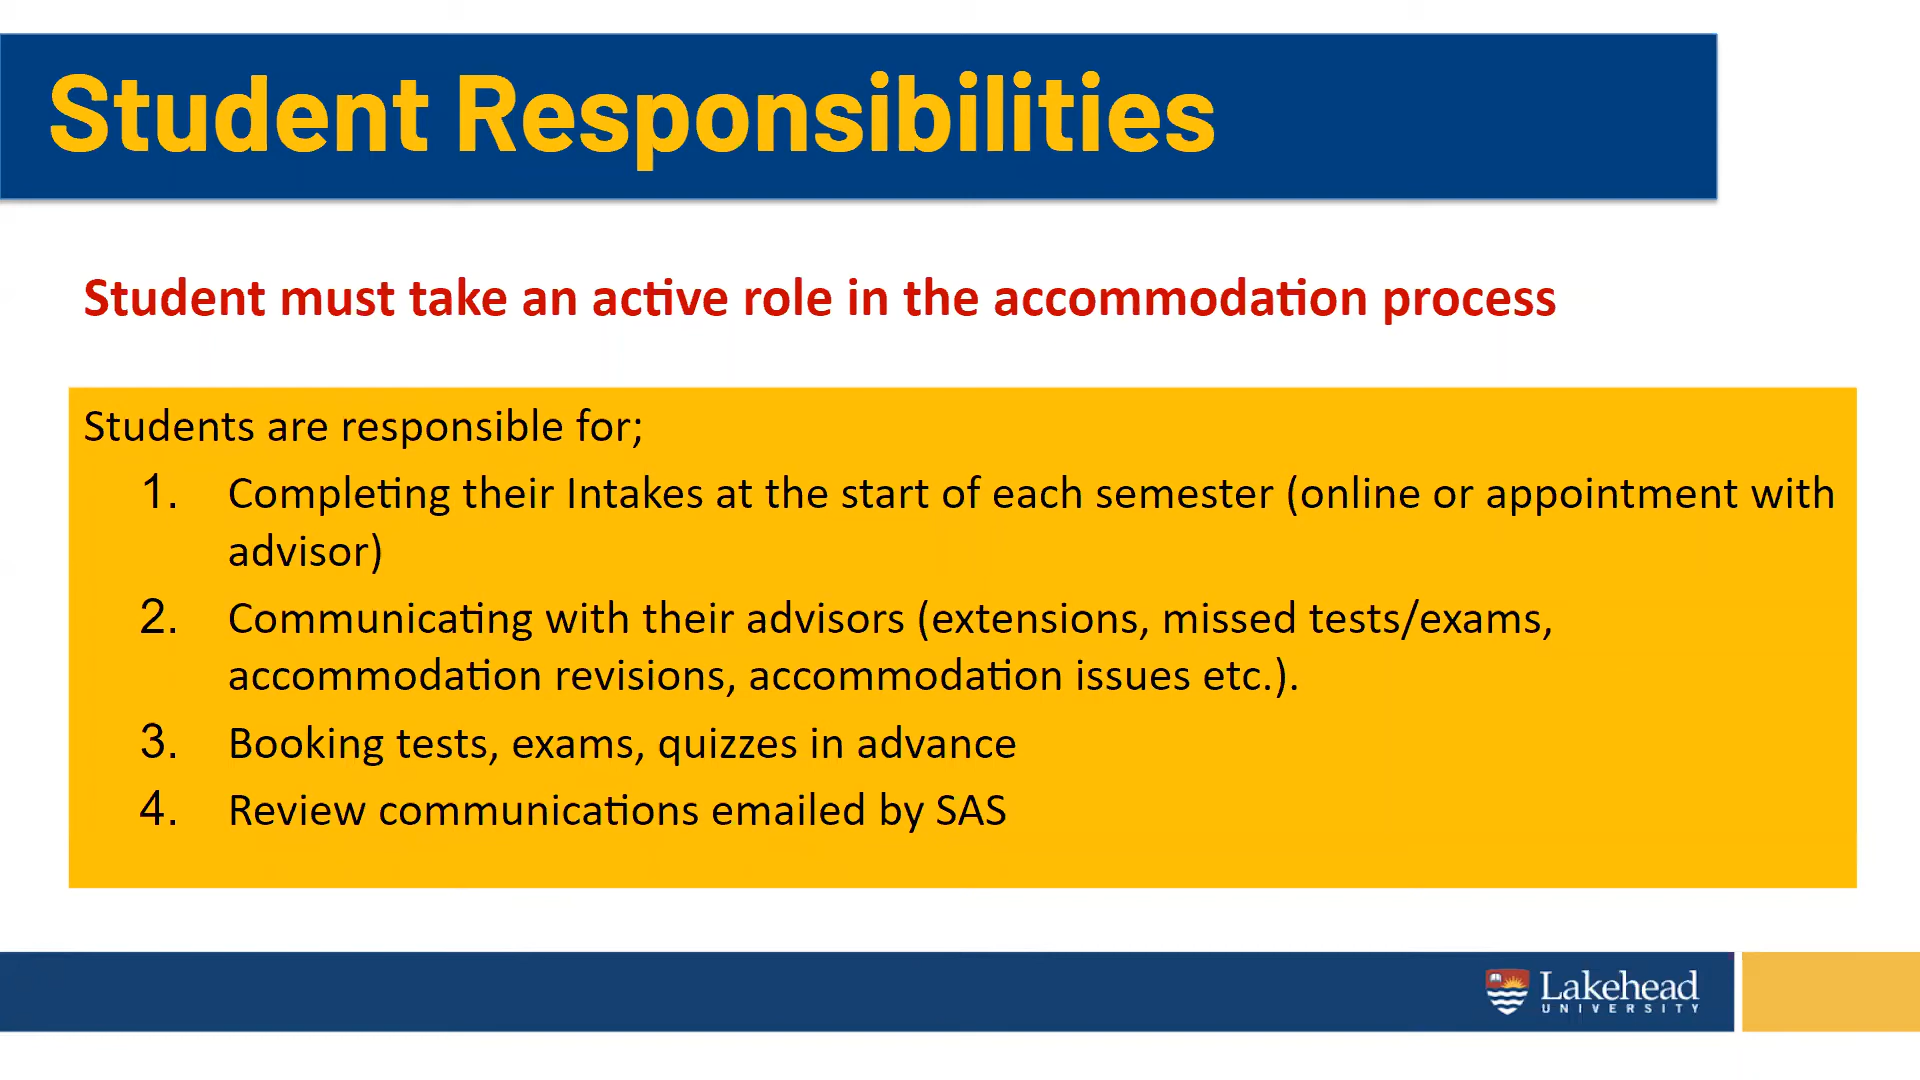 Student Responsibilities
Student must take an active role in the accommodation process
Students are responsible for;
1. Completing their Intakes at the start of each semester (online or appointment with
advisor)
2. Communicating with their advisors (extensions, missed tests/exams,
accommodation revisions, accommodation issues etc.).
3. Booking tests, exams, quizzes in advance
4. Review communications emailed by SAS
Lakehead
UNIVERSITY